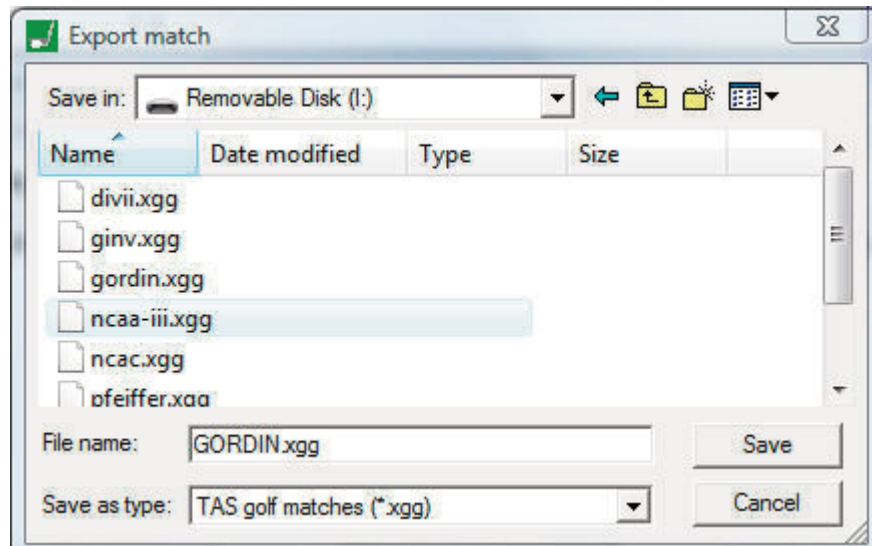 Export match
Save in: Removable Disk (I:)
Name Date modified Type Size
divii.xgg
ginv.xgg
gordin.xgg
ncaa-iii.xgg
ncac.xgg
pfeiffer.xgg
File name: GORDIN.xgg Save
Save as type: TAS golf matches (*.xgg) Cancel